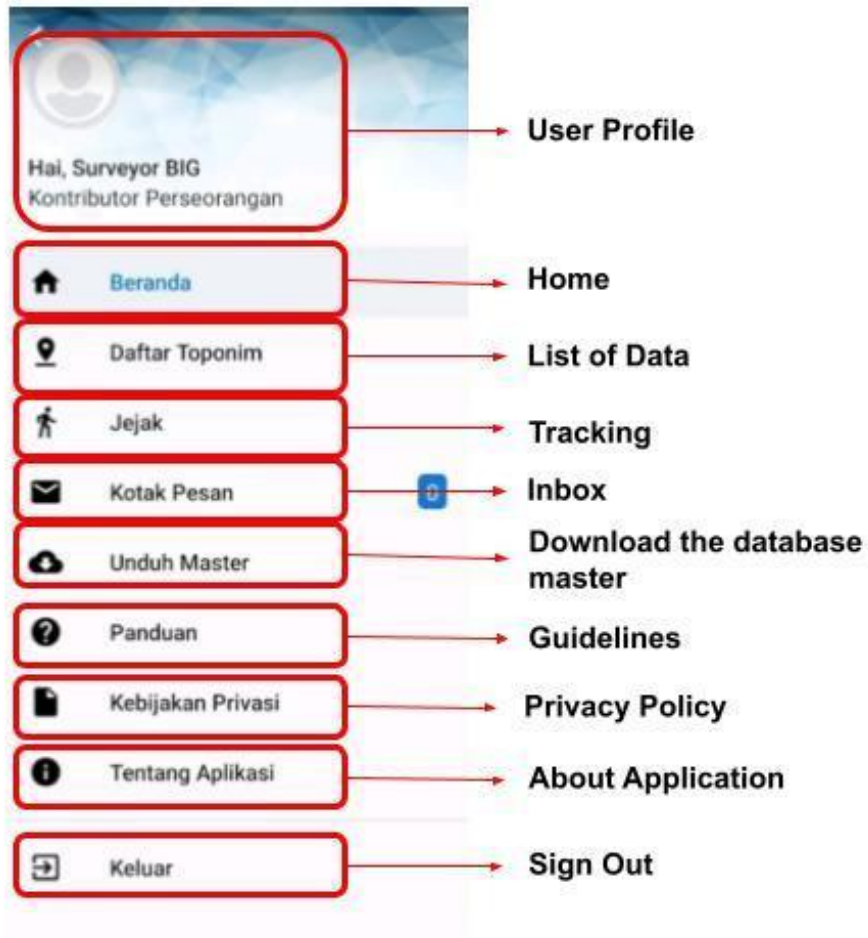 User Profile
Hai, Surveyor BIG
Kontributor Perseorangan
Beranda
Home
Daftar Toponim
List of Data
Jejak
Tracking
Kotak Pesan
Inbox
Unduh Master
Download the database
master
Panduan
Guidelines
Kebijakan Privasi
Privacy Policy
Tentang Aplikasi
About Application
Keluar
Sign Out